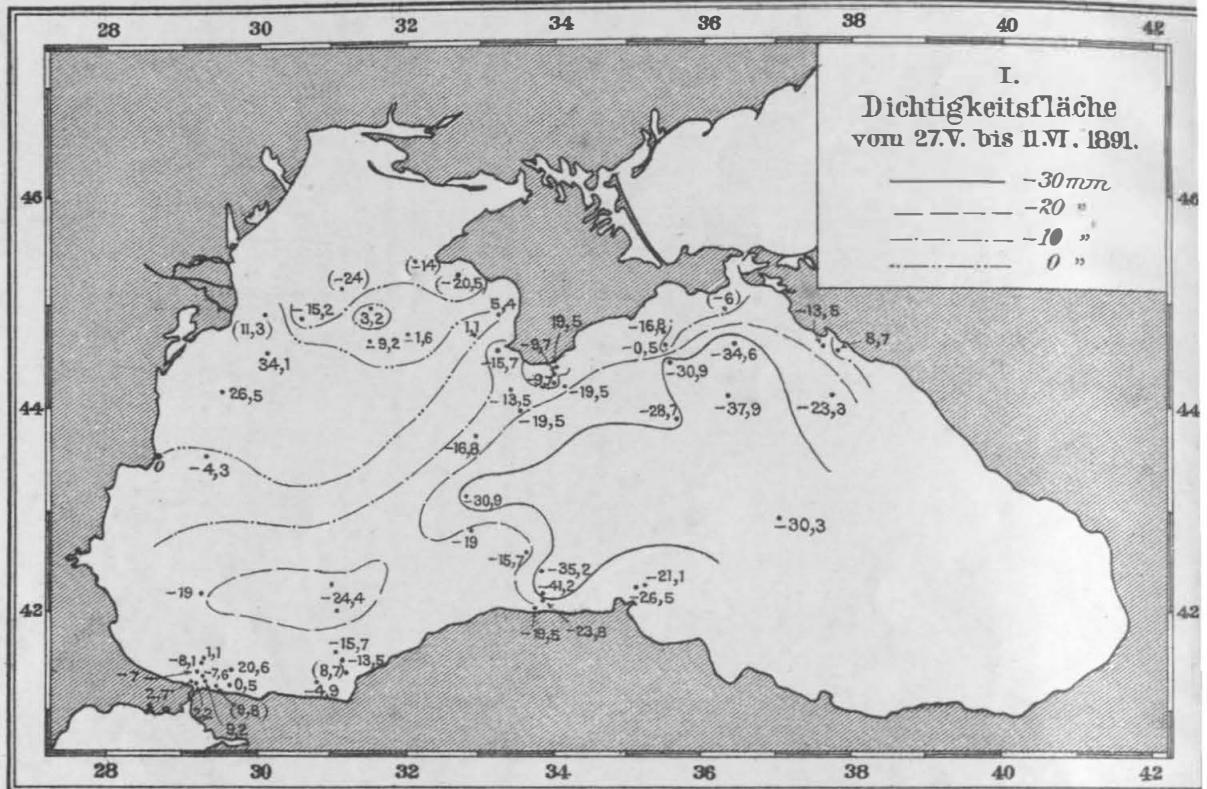 28 30 32 34 36 38 40 42
I.
Dichtigkeitsfläche
vom 27.V. bis 11.VI. 1891.
-30mm
-20 "
-10 "
0 "
46 46
(-24) (-14)
(-20,5)
-15,2 5,4 (-6)
3,2 -13,5
(11,3) 1,1 19,5 -16,8
9,2 1,6 -9,7 -0,5 8,7
34,1 -15,7 -34,6
-9,7 -30,9
26,5 -13,5 -19,5
44 -19,5 -28,7 -37,9 -23,3 44
-16,8
0 -4,3
-30,9
-30,3
-19
-15,7
-35,2
-19 -24,4 -41,2 -21,1
-26,5
42 42
-18,5 -23,8
-15,7
-8,1 1,1 20,6 -13,5
-7 -7,6 (8,7)
0,5 -4,9
2,7 2,2 (9,8)
9,2
28 30 32 34 36 38 40 42